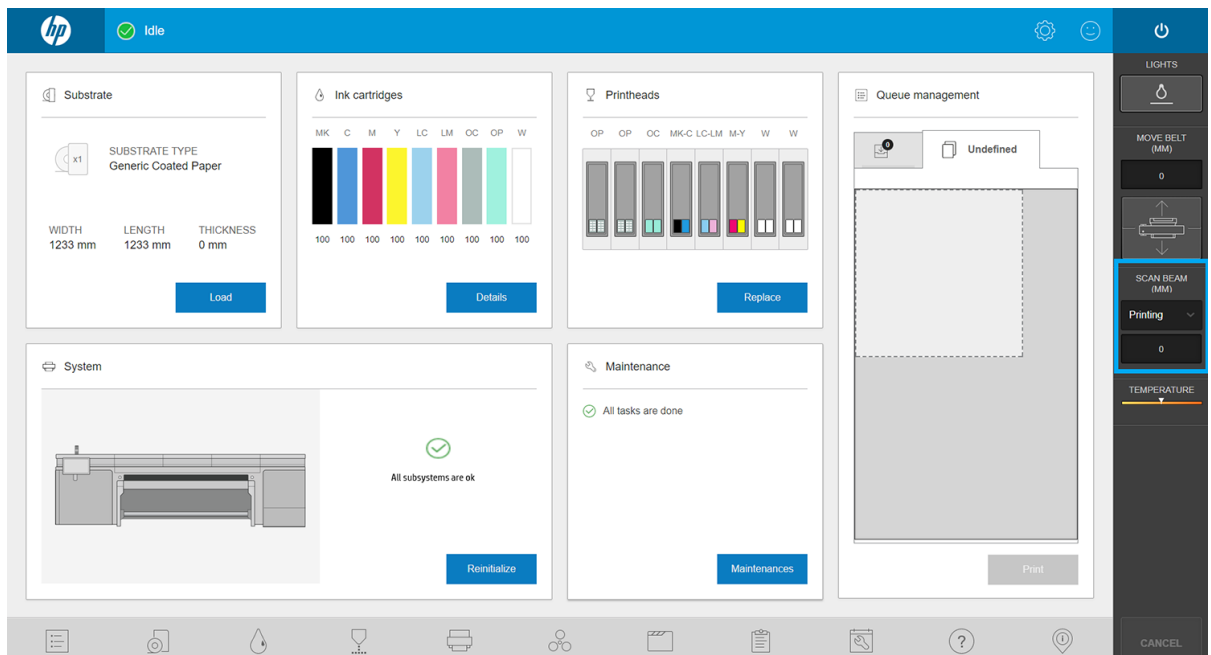 hp
Idle
LIGHTS
Substrate
Ink cartridges
Printheads
Queue management
SUBSTRATE TYPE
Generic Coated Paper
x1
WIDTH LENGTH THICKNESS
1233 mm 1233 mm 0 mm
Load
MK C M Y LC LM OC OP W
100 100 100 100 100 100 100 100 100
Details
OP OP OC MK-C LC-LM M-Y W W
Replace
0
Undefined
Print
System
All subsystems are ok
Reinitialize
Maintenance
All tasks are done
Maintenances
MOVE BELT
(MM)
0
SCAN BEAM
(MM)
Printing
0
TEMPERATURE
CANCEL
?